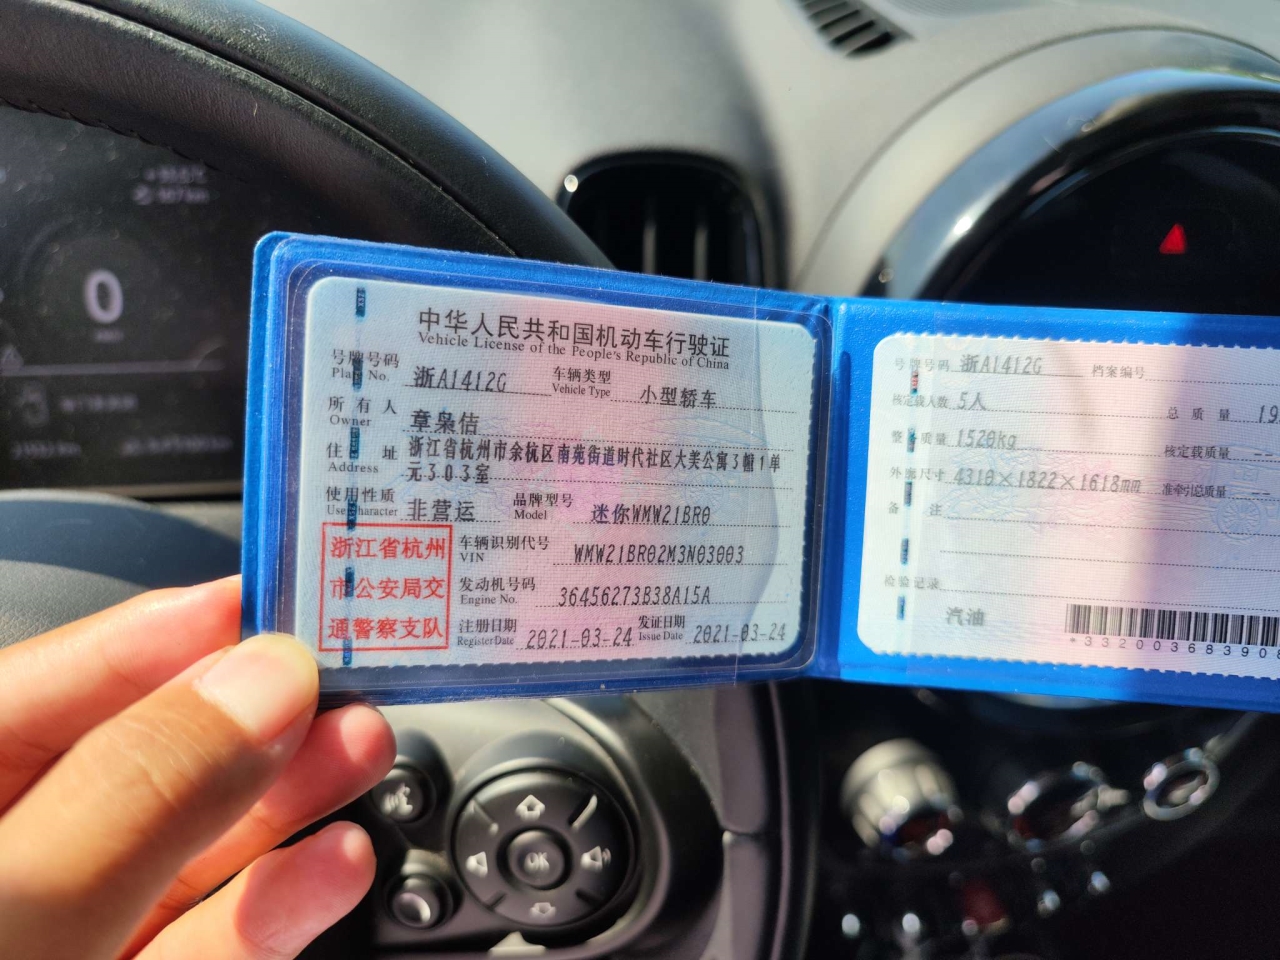 中华人民共和国机动车行驶证
Vehicle License of the People's Republic of China
号牌号码 浙A1412G 车辆类型 小型轿车
Plate No. Vehicle Type
所有人 章枭佶
Owner
住址 浙江省杭州市余杭区南苑街道时代社区大美公寓3幢1单
Address 元303室
使用性质 非营运 品牌型号 迷你WMW21BR0
Use Character Model
浙江省杭州
市公安局交
通警察支队
车辆识别代号 WMW21BR02M3N03003
VIN
发动机号码 36456273B38A15A
Engine No.
注册日期 2021-03-24 发证日期 2021-03-24
Register Date Issue Date
号牌号码 浙A1412G 档案编号
核定载人数 5人 总质量 19
整备质量 1520kg 核定载质量 --
外廓尺寸 4310×1822×1618mm 准牵引总质量 --
备注
检验记录
汽油
*332003683908
0
OK